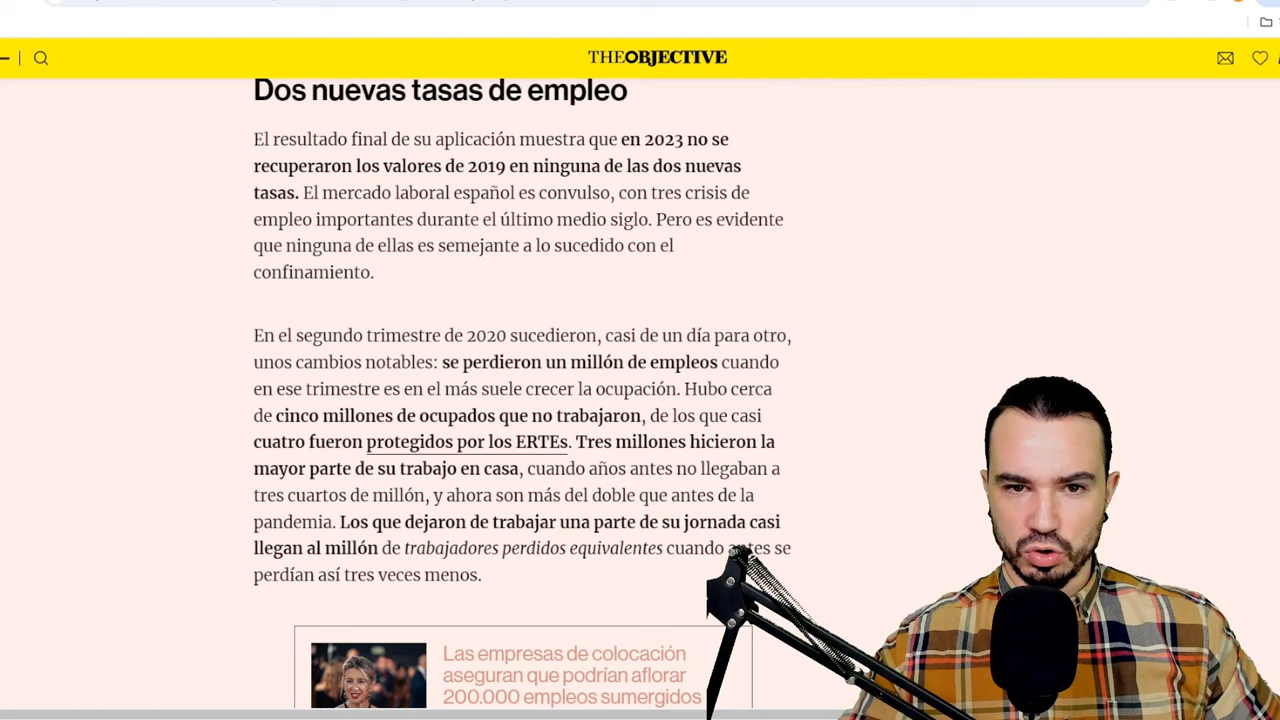 THEOBJECTIVE
Dos nuevas tasas de empleo
El resultado final de su aplicación muestra que en 2023 no se
recuperaron los valores de 2019 en ninguna de las dos nuevas
tasas. El mercado laboral español es convulso, con tres crisis de
empleo importantes durante el último medio siglo. Pero es evidente
que ninguna de ellas es semejante a lo sucedido con el
confinamiento.
En el segundo trimestre de 2020 sucedieron, casi de un día para otro,
unos cambios notables: se perdieron un millón de empleos cuando
en ese trimestre es en el más suele crecer la ocupación. Hubo cerca
de cinco millones de ocupados que no trabajaron, de los que casi
cuatro fueron protegidos por los ERTEs. Tres millones hicieron la
mayor parte de su trabajo en casa, cuando años antes no llegaban a
tres cuartos de millón, y ahora son más del doble que antes de la
pandemia. Los que dejaron de trabajar una parte de su jornada casi
llegan al millón de trabajadores perdidos equivalentes cuando antes se
perdían así tres veces menos.
Las empresas de colocación
aseguran que podrían aflorar
200.000 empleos sumergidos